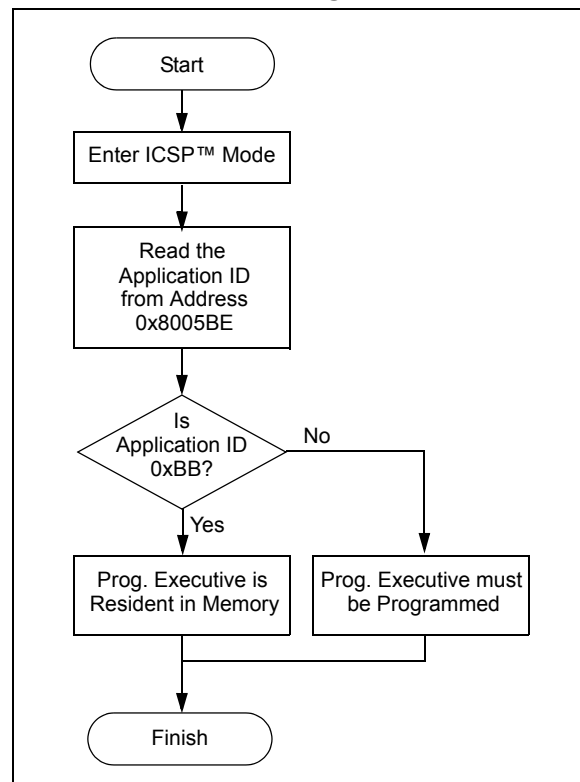 Start
Enter ICSP™ Mode
Read the
Application ID
from Address
0x8005BE
Is
Application ID
0xBB?
No
Yes
Prog. Executive is
Resident in Memory
Prog. Executive must
be Programmed
Finish